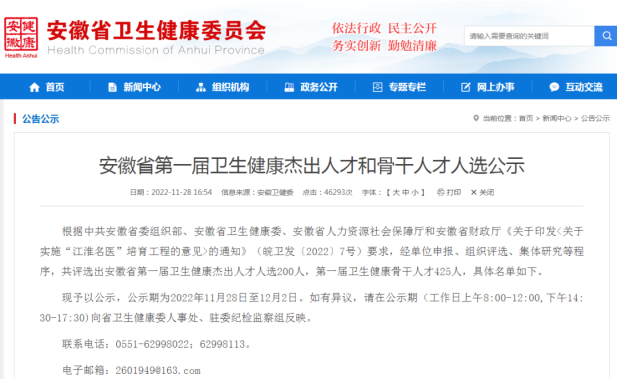 安徽健康
Health Anhui
安徽省卫生健康委员会
Health Commission of Anhui Province
依法行政 民主公开
务实创新 勤勉清廉
请输入需要查询的关键词
首页 新闻中心 组织机构 政务公开 专题专栏 网上办事 互动交流
公告公示
当前位置：首页 > 新闻中心 > 公告公示
安徽省第一届卫生健康杰出人才和骨干人才人选公示
日期：2022-11-28 16:54 信息来源：安徽卫健委 点击：46293次 字体：【 大 中 小 】 打印 × 关闭
根据中共安徽省委组织部、安徽省卫生健康委、安徽省人力资源社会保障厅和安徽省财政厅《关于印发<关于
实施“江淮名医”培育工程的意见>的通知》（皖卫发〔2022〕7号）要求，经单位申报、组织评选、集体研究等程
序，共评选出安徽省第一届卫生健康杰出人才人选200人，第一届卫生健康骨干人才425人，具体名单如下。
现予以公示，公示期为2022年11月28日至12月2日。如有异议，请在公示期（工作日上午8:00-12:00,下午14:
30-17:30)向省卫生健康委人事处、驻委纪检监察组反映。
联系电话：0551-62998022；62998113。
电子邮箱：2601949@163.com